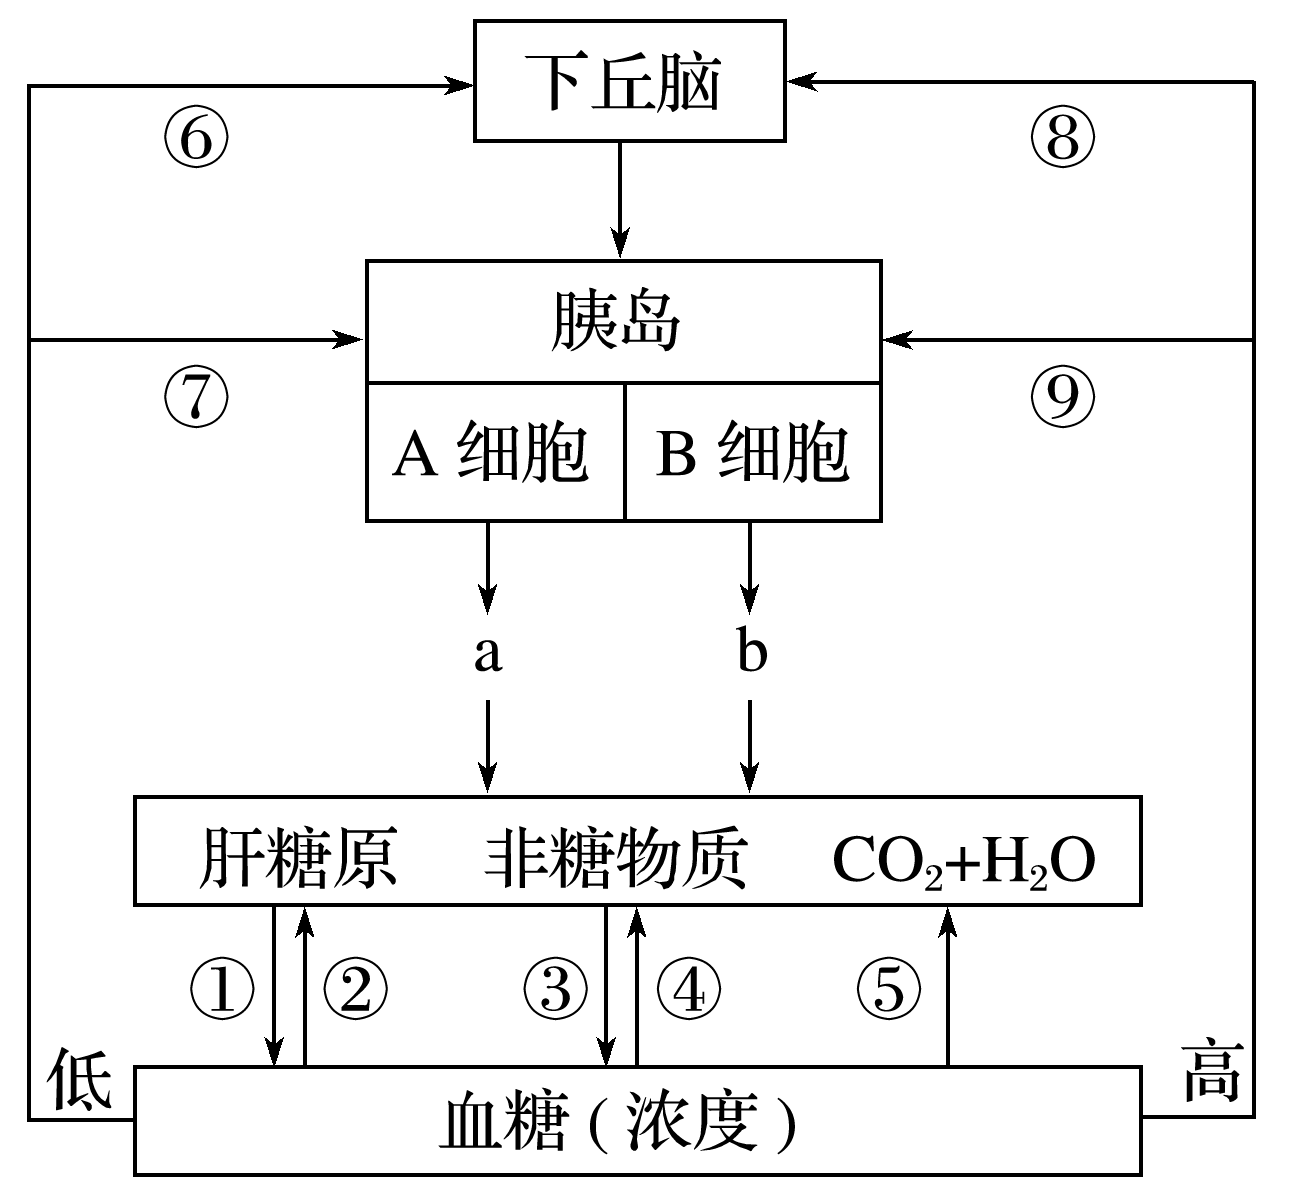 下丘脑
⑥
⑧
胰岛
⑦
⑨
A 细胞
B 细胞
a
b
肝糖原 非糖物质 CO₂+H₂O
① ② ③ ④ ⑤
低
高
血糖(浓度)